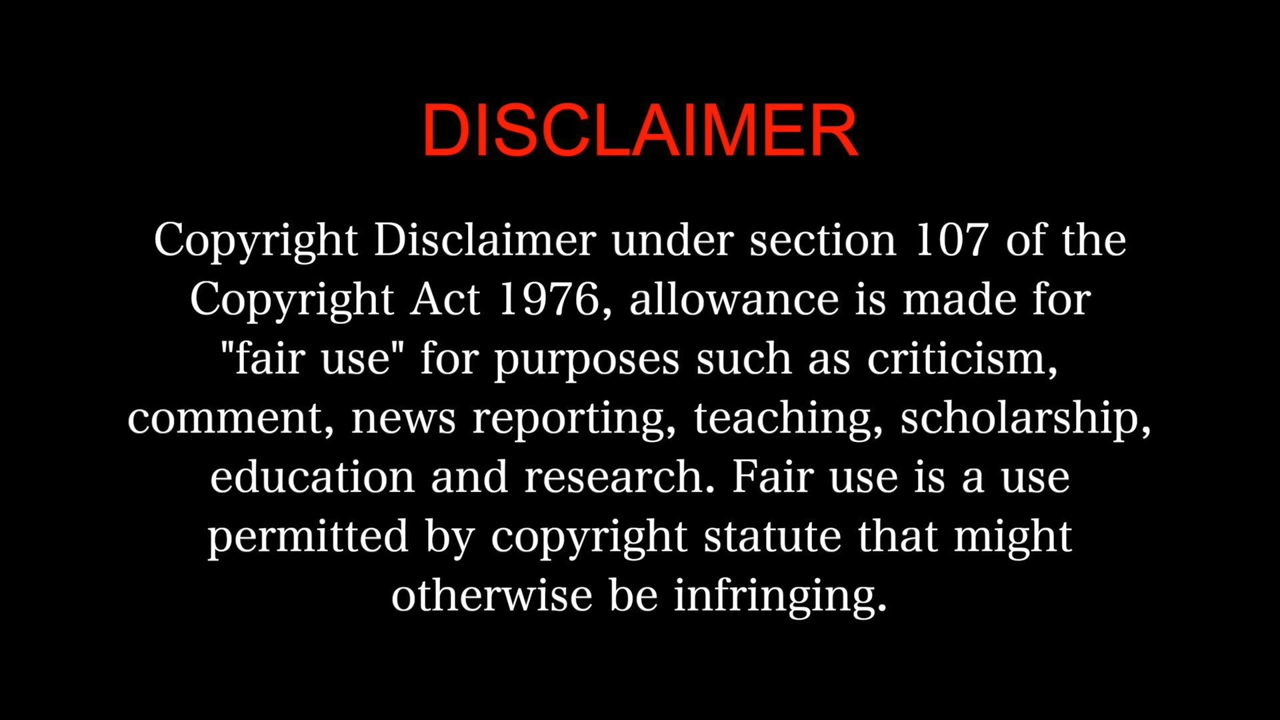 DISCLAIMER
Copyright Disclaimer under section 107 of the
Copyright Act 1976, allowance is made for
"fair use" for purposes such as criticism,
comment, news reporting, teaching, scholarship,
education and research. Fair use is a use
permitted by copyright statute that might
otherwise be infringing.